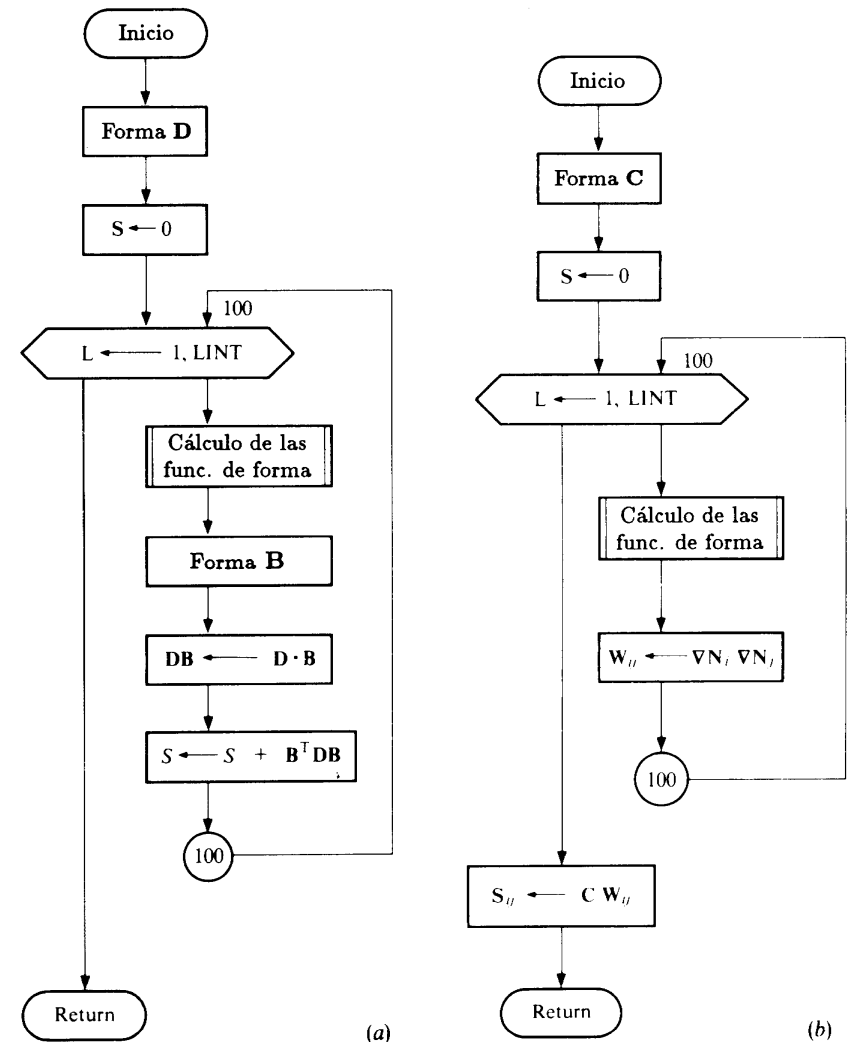 Inicio
Forma D
S ← 0
100
L ← 1, LINT
Cálculo de las
func. de forma
Forma B
DB ← D · B
S ← S + BᵀDB
100
Return
(a)
Inicio
Forma C
S ← 0
100
L ← 1, LINT
Cálculo de las
func. de forma
Wᵢⱼ ← ∇Nᵢ ∇Nⱼ
100
Sᵢⱼ ← C Wᵢⱼ
Return
(b)